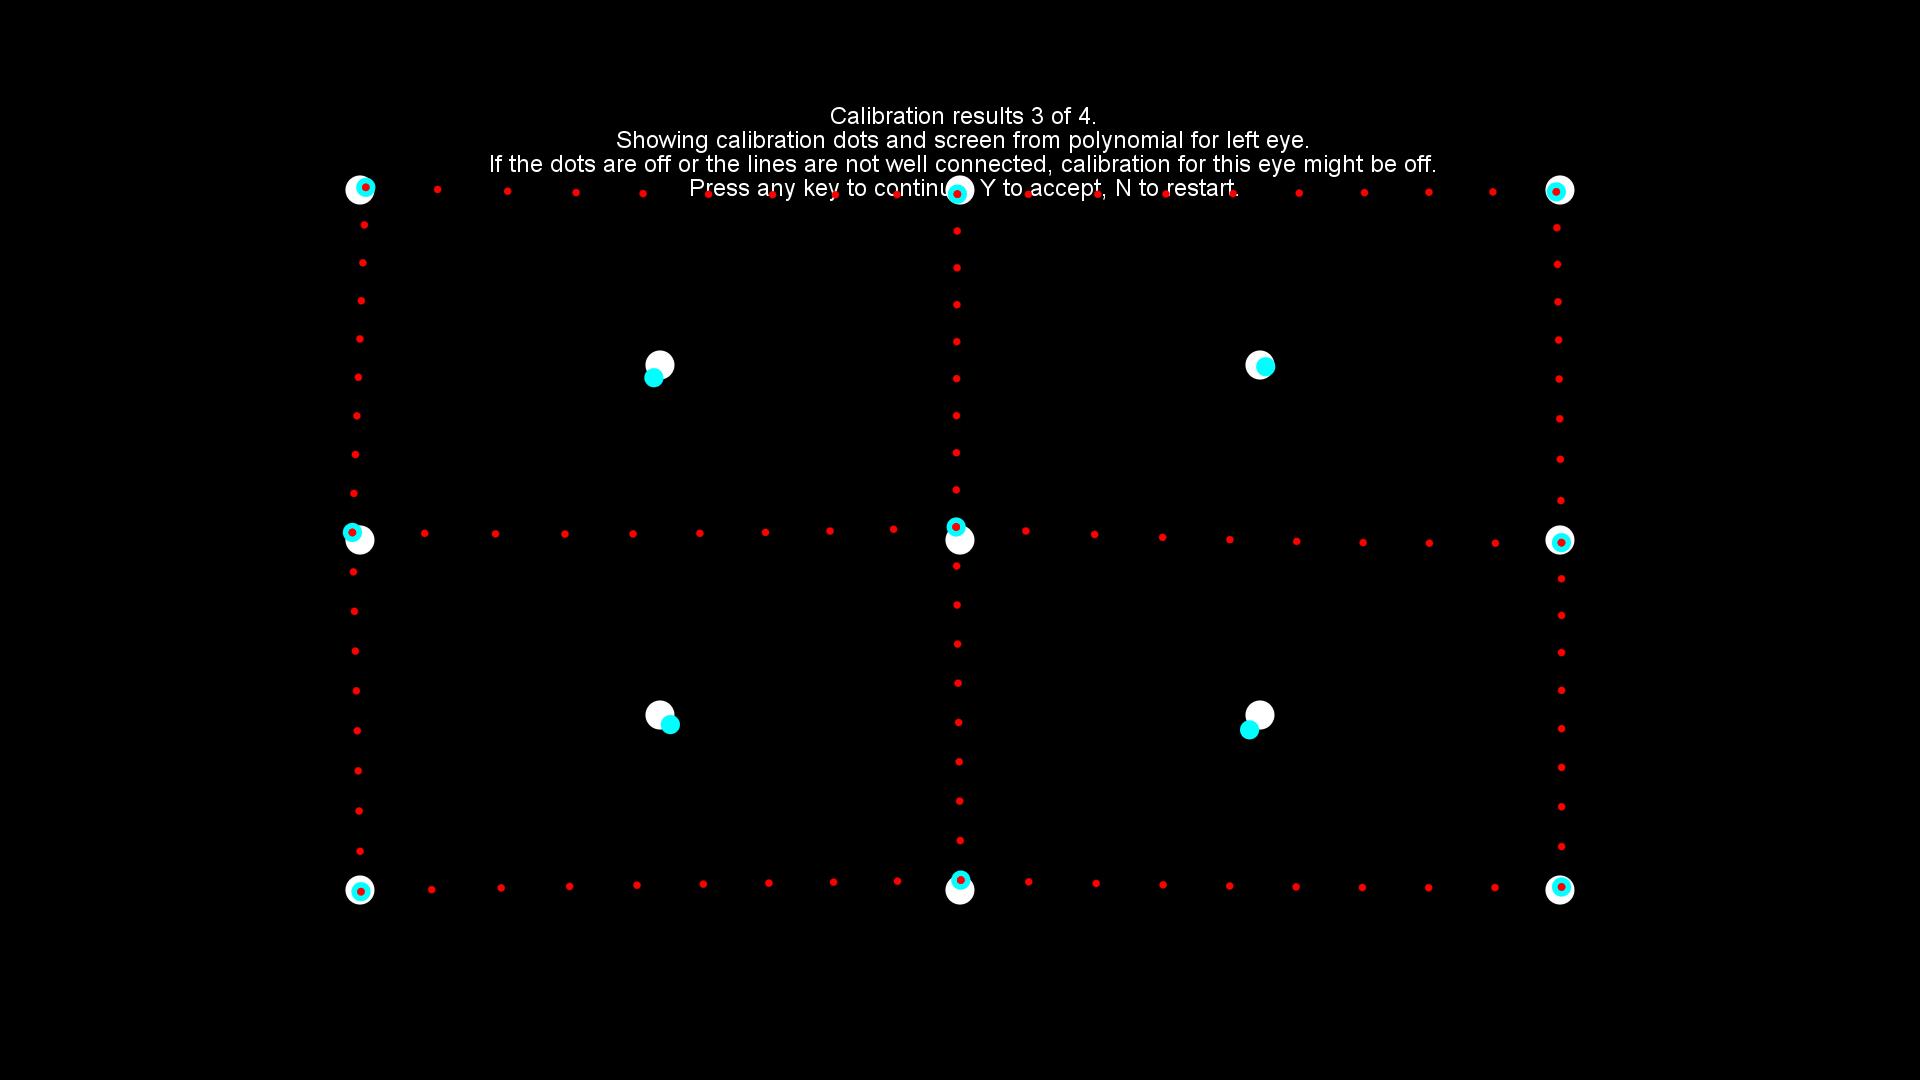 Calibration results 3 of 4.
Showing calibration dots and screen from polynomial for left eye.
If the dots are off or the lines are not well connected, calibration for this eye might be off.
Press any key to continue, Y to accept, N to restart.